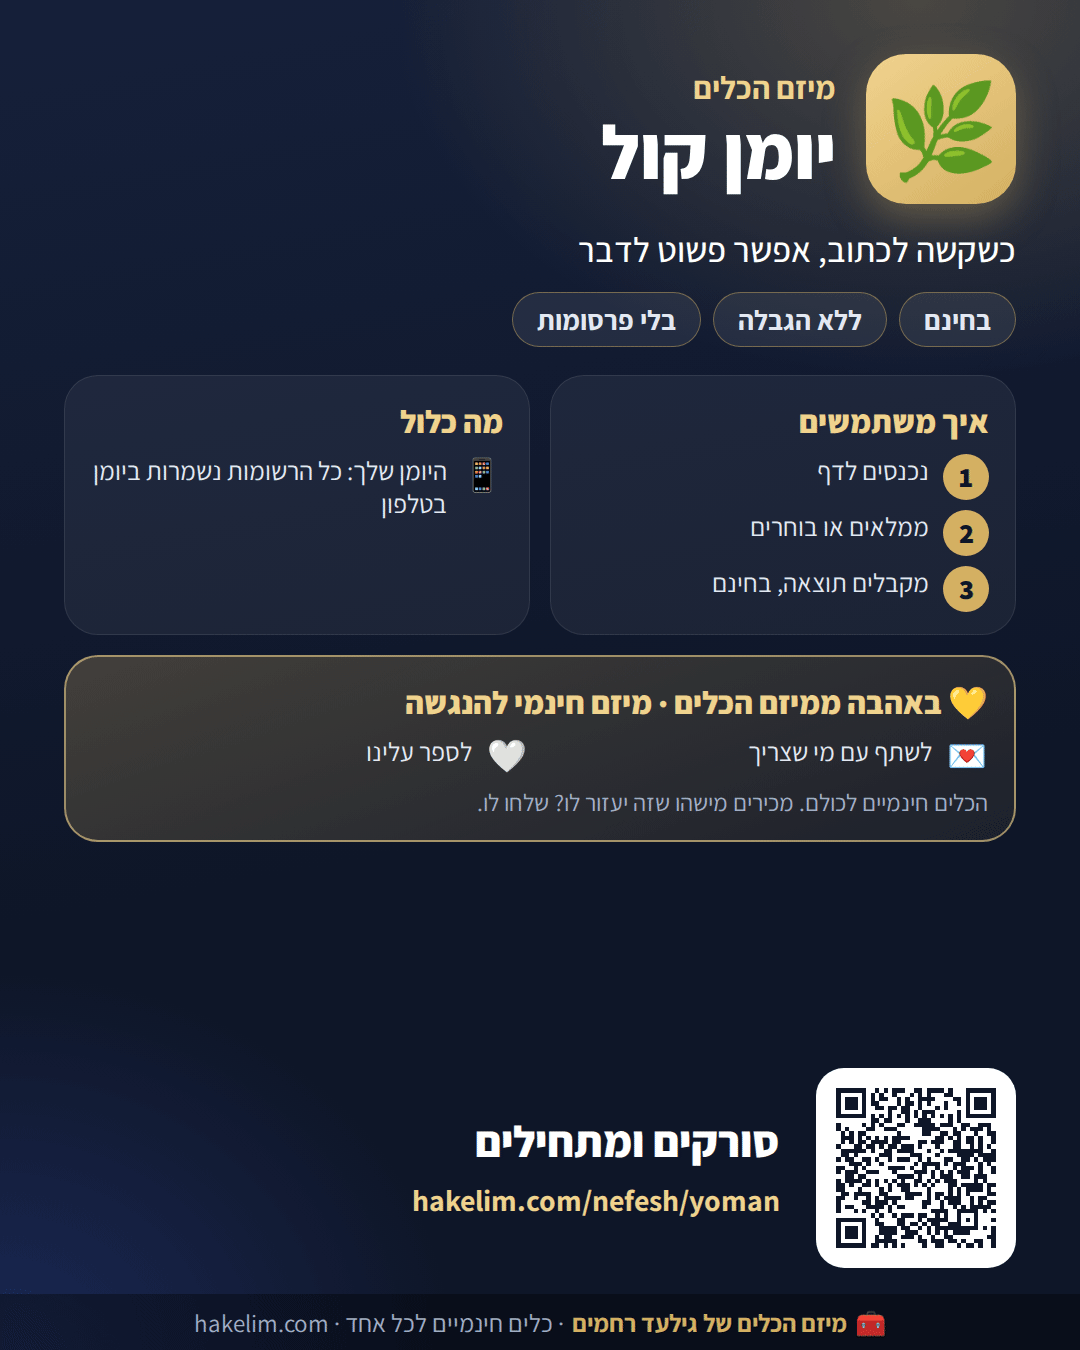 מיזם הכלים
יומן קול
כשקשה לכתוב, אפשר פשוט לדבר
בחינם
ללא הגבלה
בלי פרסומות
איך משתמשים
1 נכנסים לדף
2 ממלאים או בוחרים
3 מקבלים תוצאה, בחינם
מה כלול
היומן שלך: כל הרשומות נשמרות ביומן
בטלפון
באהבה ממיזם הכלים · מיזם חינמי להנגשה
לשתף עם מי שצריך
לספר עלינו
הכלים חינמיים לכולם. מכירים מישהו שזה יעזור לו? שלחו לו.
סורקים ומתחילים
hakelim.com/nefesh/yoman
מיזם הכלים של גילעד רחמים · כלים חינמיים לכל אחד · hakelim.com